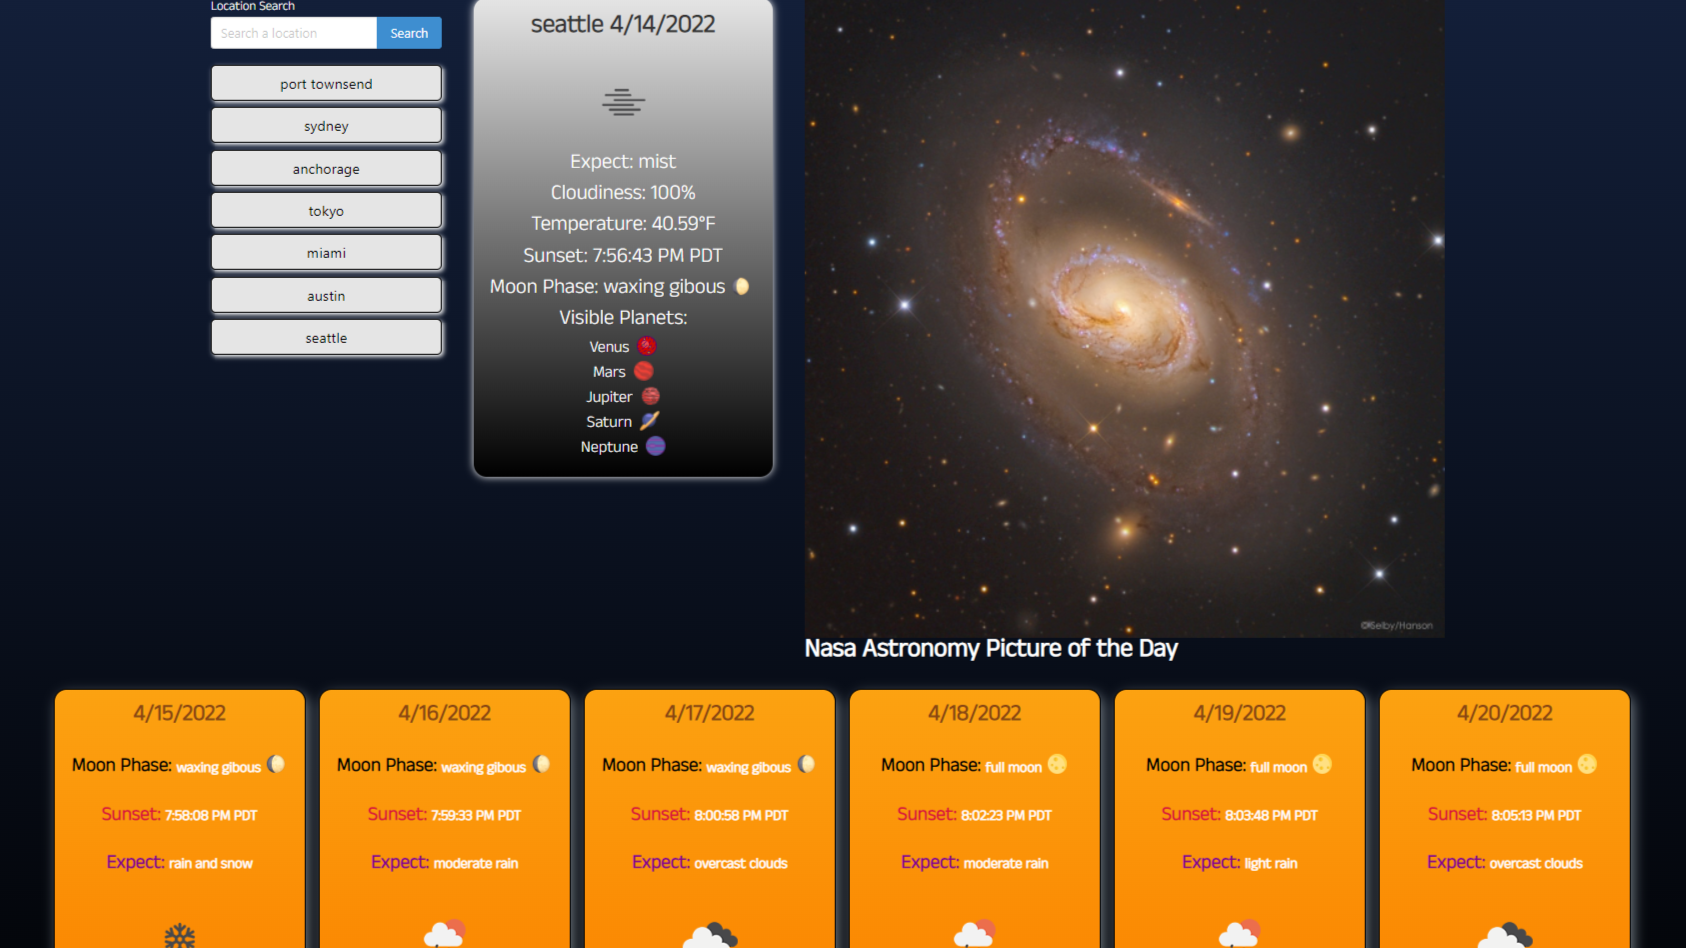 Location Search
Search a location
Search
port townsend
sydney
anchorage
tokyo
miami
austin
seattle
seattle 4/14/2022
Expect: mist
Cloudiness: 100%
Temperature: 40.59°F
Sunset: 7:56:43 PM PDT
Moon Phase: waxing gibous
Visible Planets:
Venus
Mars
Jupiter
Saturn
Neptune
Selby/Hanson
Nasa Astronomy Picture of the Day
4/15/2022
Moon Phase: waxing gibous
Sunset: 7:58:08 PM PDT
Expect: rain and snow
4/16/2022
Moon Phase: waxing gibous
Sunset: 7:59:33 PM PDT
Expect: moderate rain
4/17/2022
Moon Phase: waxing gibous
Sunset: 8:00:58 PM PDT
Expect: overcast clouds
4/18/2022
Moon Phase: full moon
Sunset: 8:02:23 PM PDT
Expect: moderate rain
4/19/2022
Moon Phase: full moon
Sunset: 8:03:48 PM PDT
Expect: light rain
4/20/2022
Moon Phase: full moon
Sunset: 8:05:13 PM PDT
Expect: overcast clouds